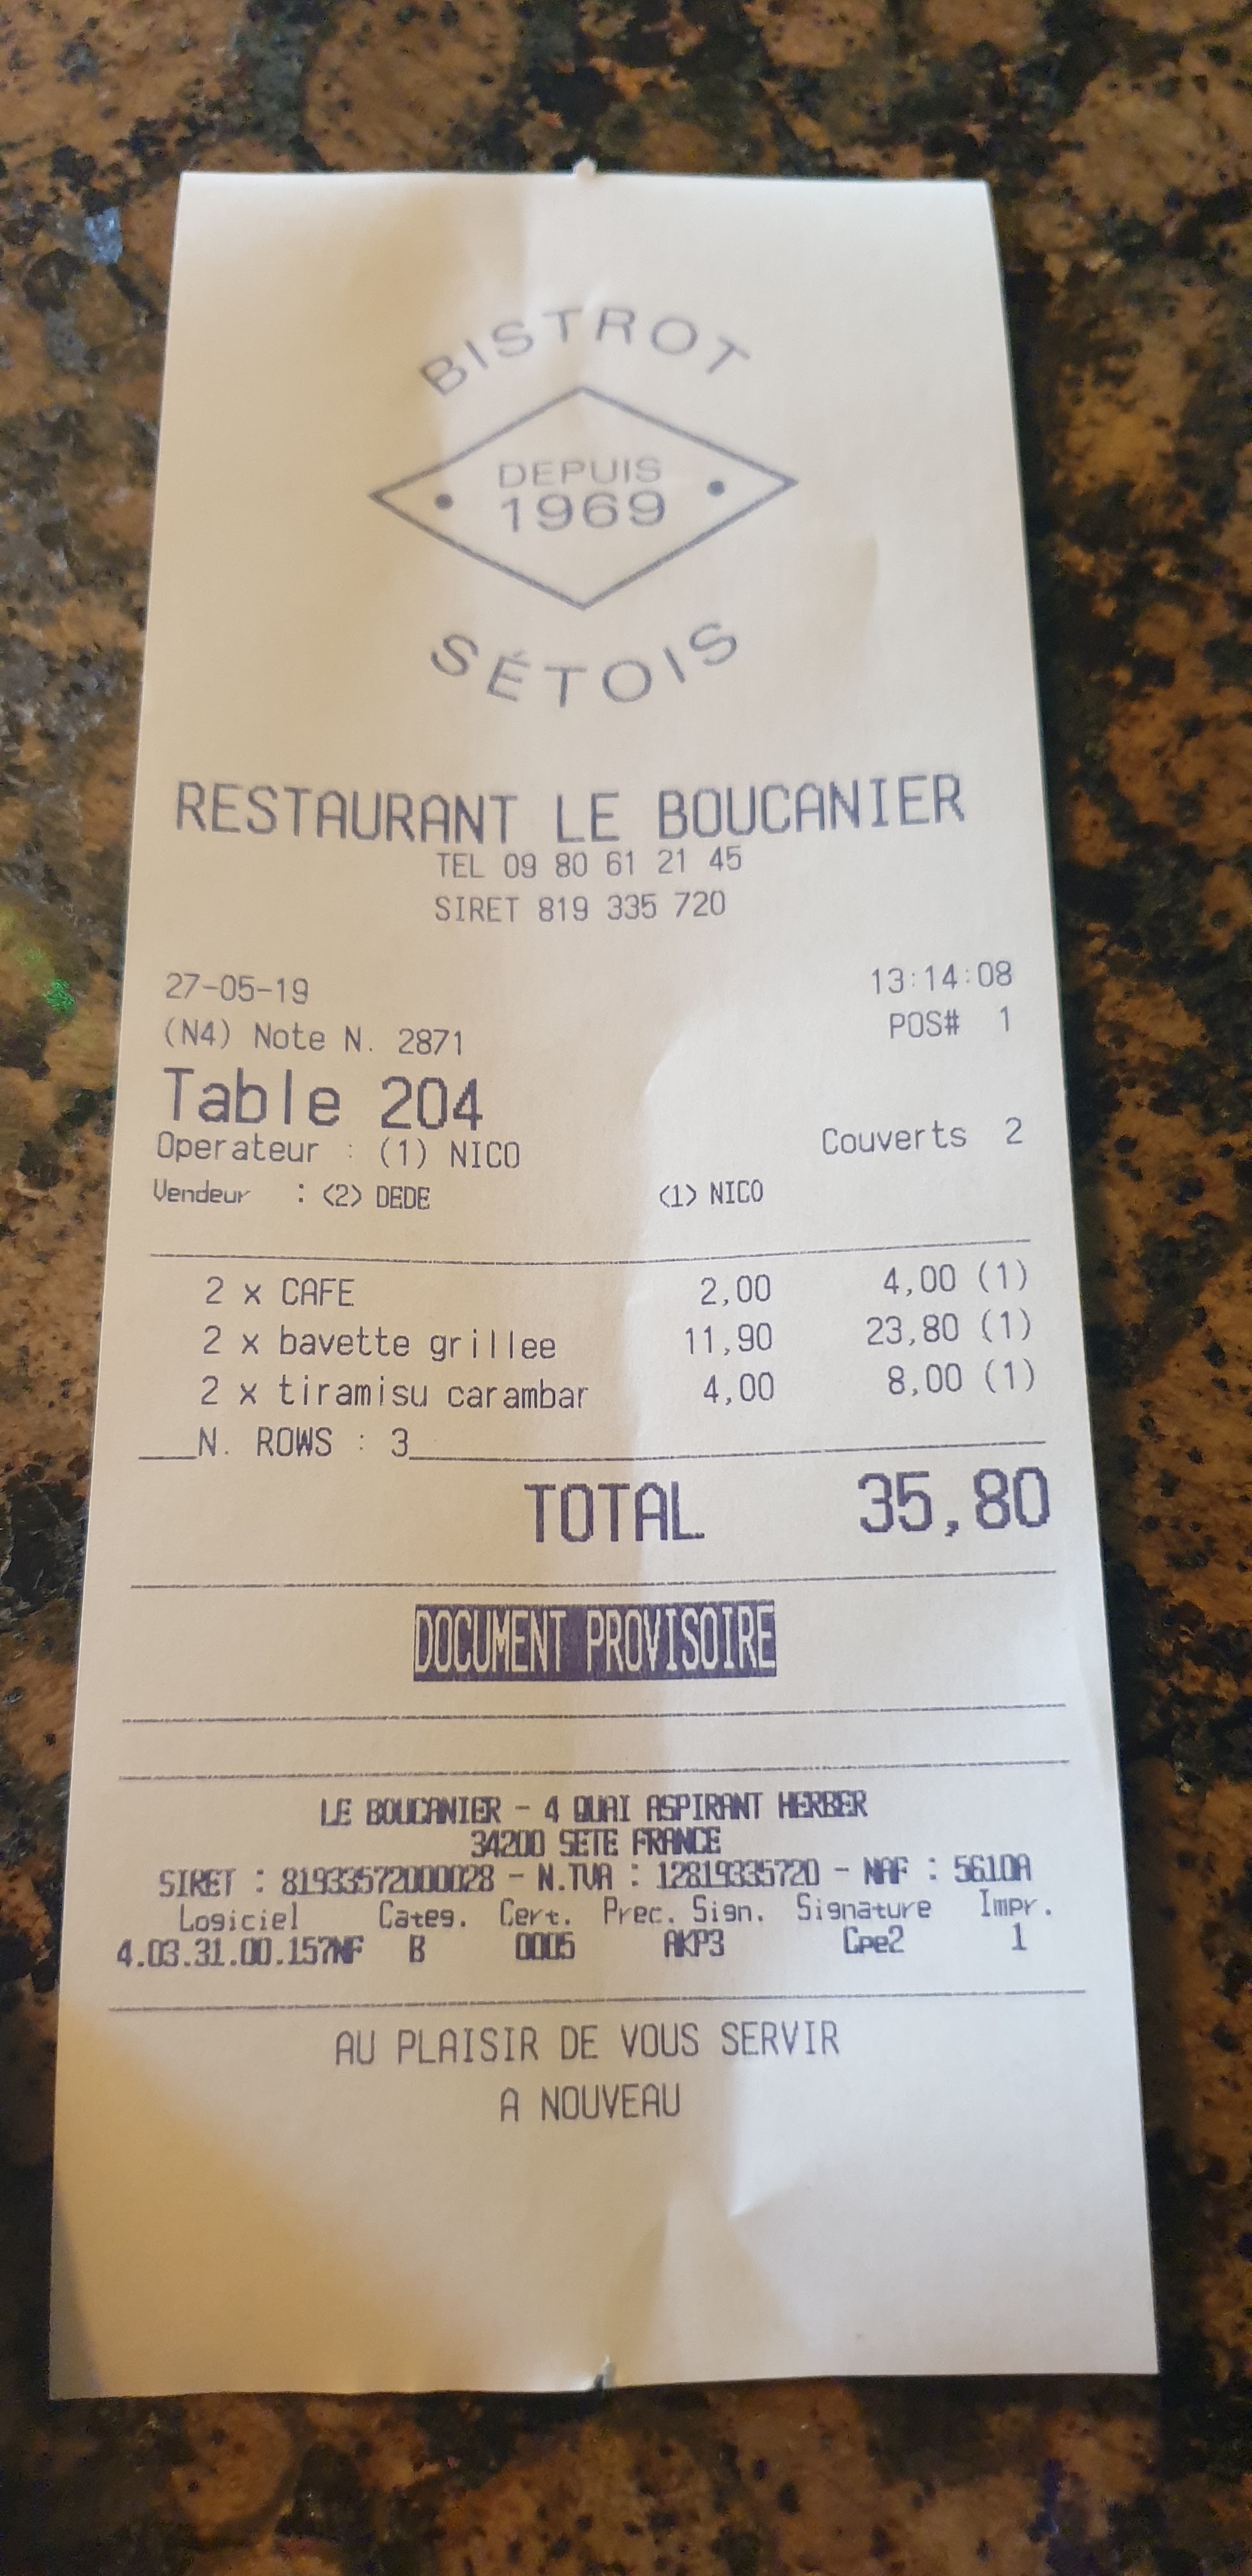 BISTROT
DEPUIS
1969
SÉTOIS
RESTAURANT LE BOUCANIER
TEL 09 80 61 21 45
SIRET 819 335 720
27-05-19 13:14:08
(N4) Note N. 2871 POS# 1
Table 204
Operateur : (1) NICO Couverts 2
Vendeur : (2) DEDE (1) NICO
2 x CAFE 2,00 4,00 (1)
2 x bavette grillee 11,90 23,80 (1)
2 x tiramisu carambar 4,00 8,00 (1)
N. ROWS : 3
TOTAL 35,80
DOCUMENT PROVISOIRE
LE BOUCANIER - 4 QUAI ASPIRANT HERBER
34200 SETE FRANCE
SIRET : 81933572000028 - N.TVA : 12819335720 - NAF : 5610A
Logiciel Categ. Cert. Prec. Sign. Signature Impr.
4.03.31.00.157NF B 0005 AKP3 Cpe2 1
AU PLAISIR DE VOUS SERVIR
A NOUVEAU